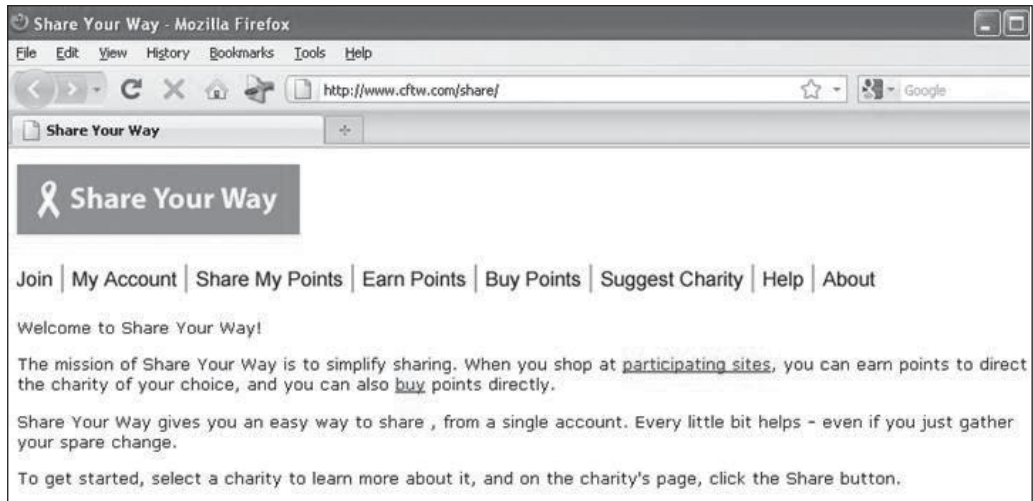 Share Your Way - Mozilla Firefox
File Edit View History Bookmarks Tools Help
http://www.cftw.com/share/ Google
Share Your Way
Share Your Way
Join | My Account | Share My Points | Earn Points | Buy Points | Suggest Charity | Help | About
Welcome to Share Your Way!
The mission of Share Your Way is to simplify sharing. When you shop at participating sites, you can earn points to direct
the charity of your choice, and you can also buy points directly.
Share Your Way gives you an easy way to share , from a single account. Every little bit helps – even if you just gather
your spare change.
To get started, select a charity to learn more about it, and on the charity's page, click the Share button.